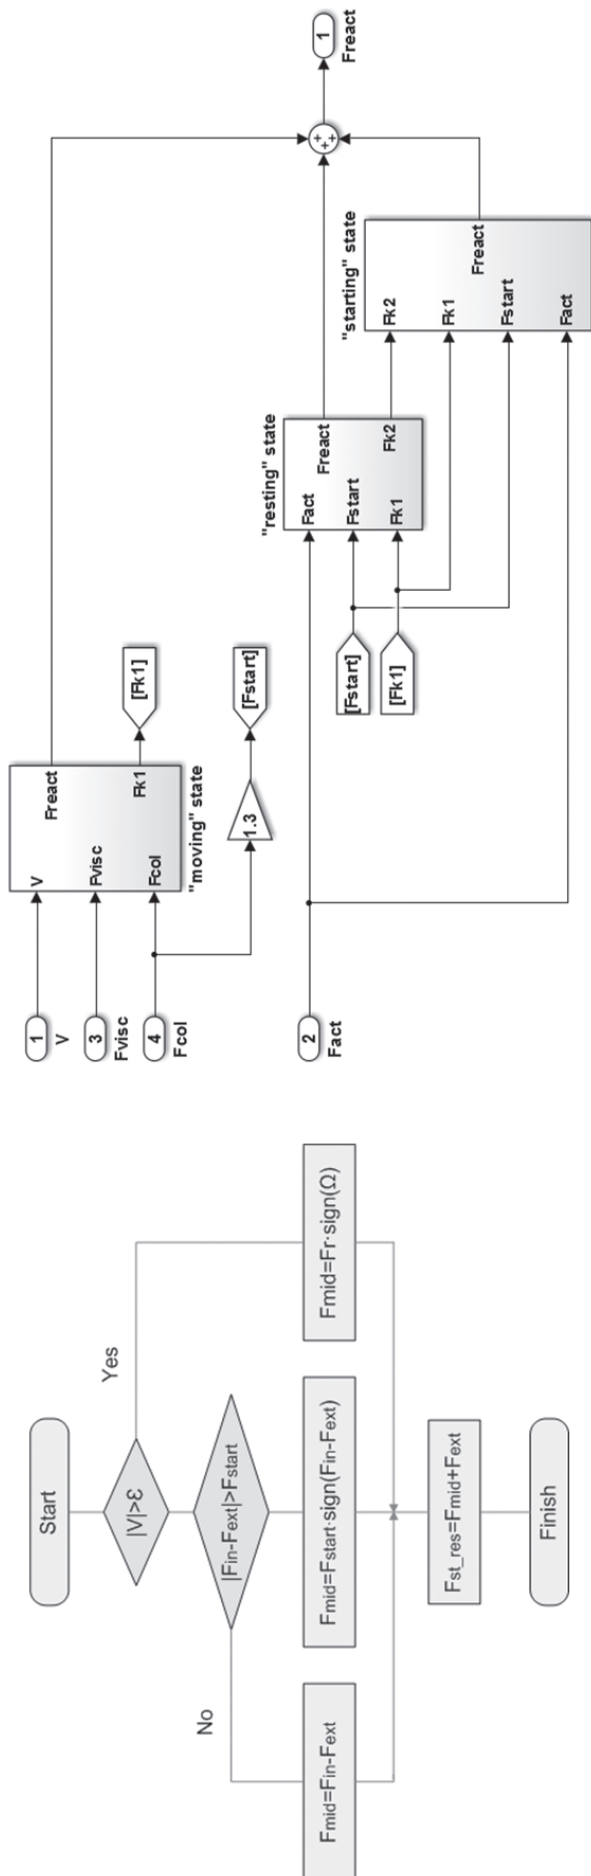 Start
|V|>Ɛ
Yes
|Fin-Fext|>Fstart
No
Fmid=Fin-Fext
Fmid=Fstart·sign(Fin-Fext)
Fmid=Fr·sign(Ω)
Fst_res=Fmid+Fext
Finish
1
V
3
Fvisc
4
Fcol
2
Fact
V
Fvisc
Fcol
Freact
Fk1
"moving" state
[Fk1]
1.3
[Fstart]
[Fstart]
[Fk1]
"resting" state
Fact
Fstart
Fk1
Freact
Fk2
"starting" state
Fk2
Fk1
Fstart
Fact
Freact
+
+
+
1
Freact